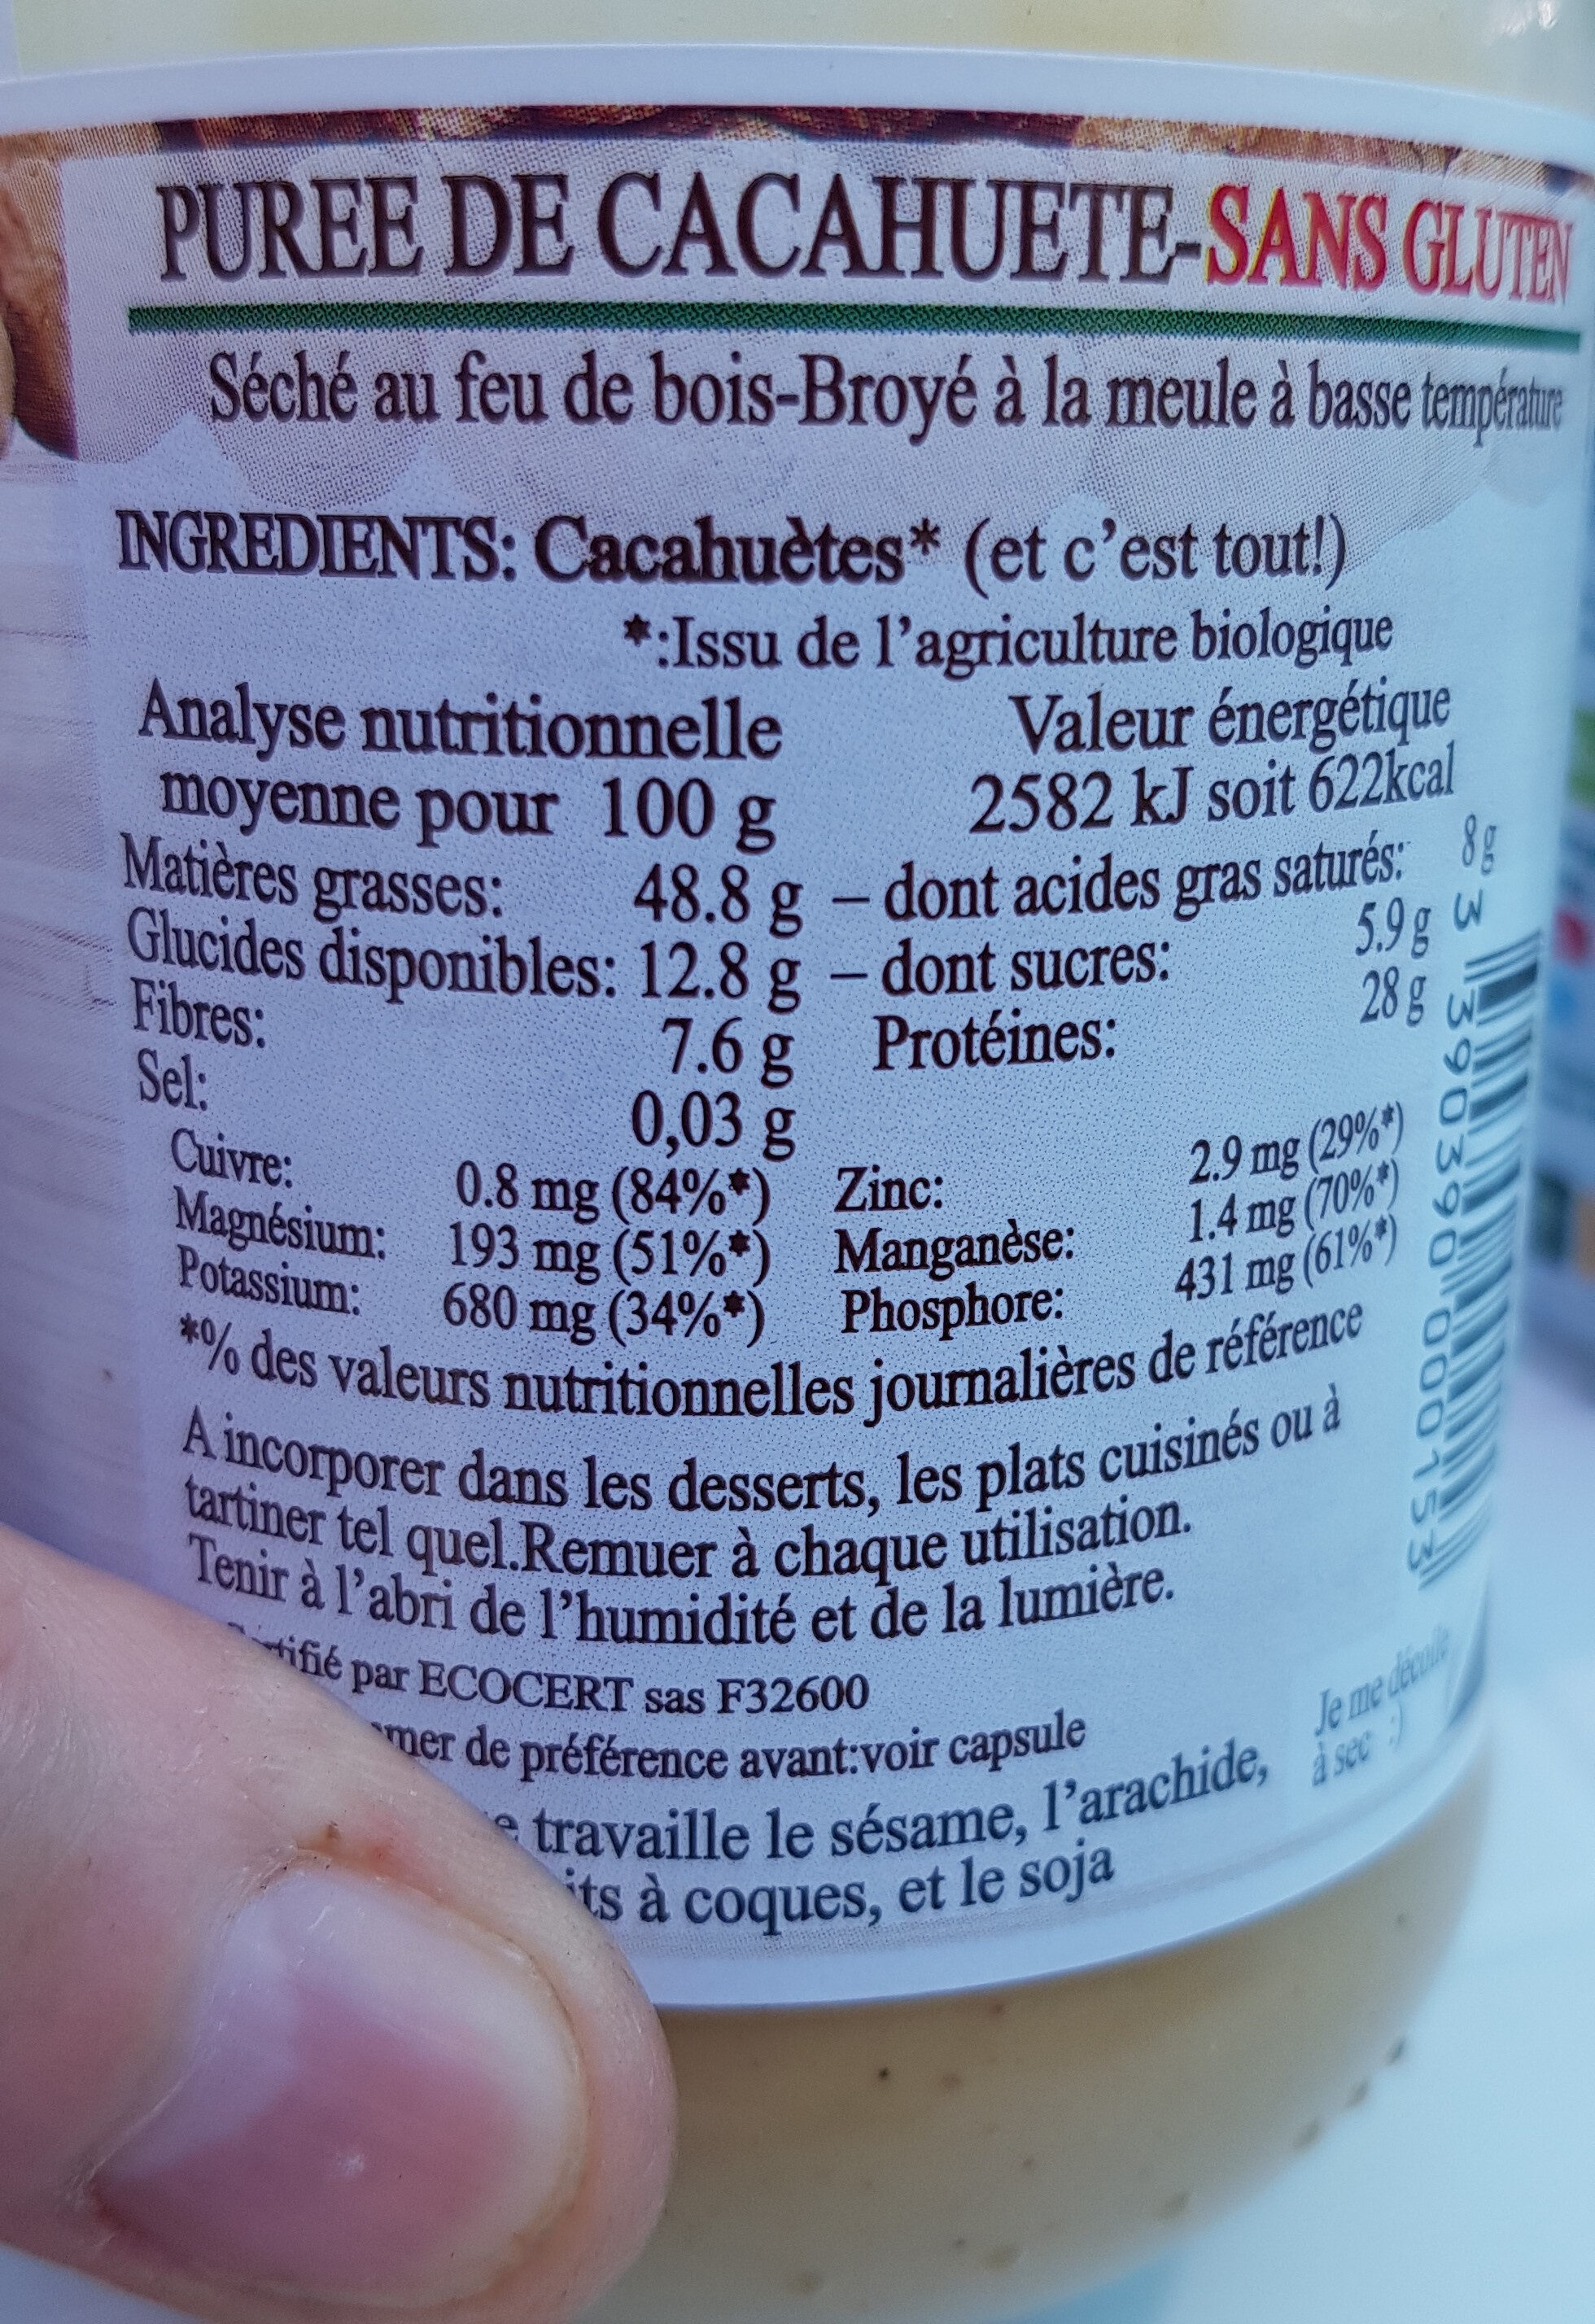 PUREE DE CACAHUETE-SANS GLUTEN
Séché au feu de bois-Broyé à la meule à basse température
INGREDIENTS: Cacahuètes* (et c'est tout!)
*:Issu de l'agriculture biologique
Analyse nutritionnelle
moyenne pour 100 g
Valeur énergétique
2582 kJ soit 622kcal
Matières grasses: 48.8 g – dont acides gras saturés: 8 g
Glucides disponibles: 12.8 g – dont sucres: 5.9 g
Fibres: 7.6 g Protéines: 28 g
Sel: 0,03 g
Cuivre: 0.8 mg (84%*) Zinc: 2.9 mg (29%*)
Magnésium: 193 mg (51%*) Manganèse: 1.4 mg (70%*)
Potassium: 680 mg (34%*) Phosphore: 431 mg (61%*)
*% des valeurs nutritionnelles journalières de référence
A incorporer dans les desserts, les plats cuisinés ou à
tartiner tel quel.Remuer à chaque utilisation.
Tenir à l'abri de l'humidité et de la lumière.
par ECOCERT sas F32600
de préférence avant:voir capsule
travaille le sésame, l'arachide,
à coques, et le soja
3 390390 000153
Je me décolle
à sec :)